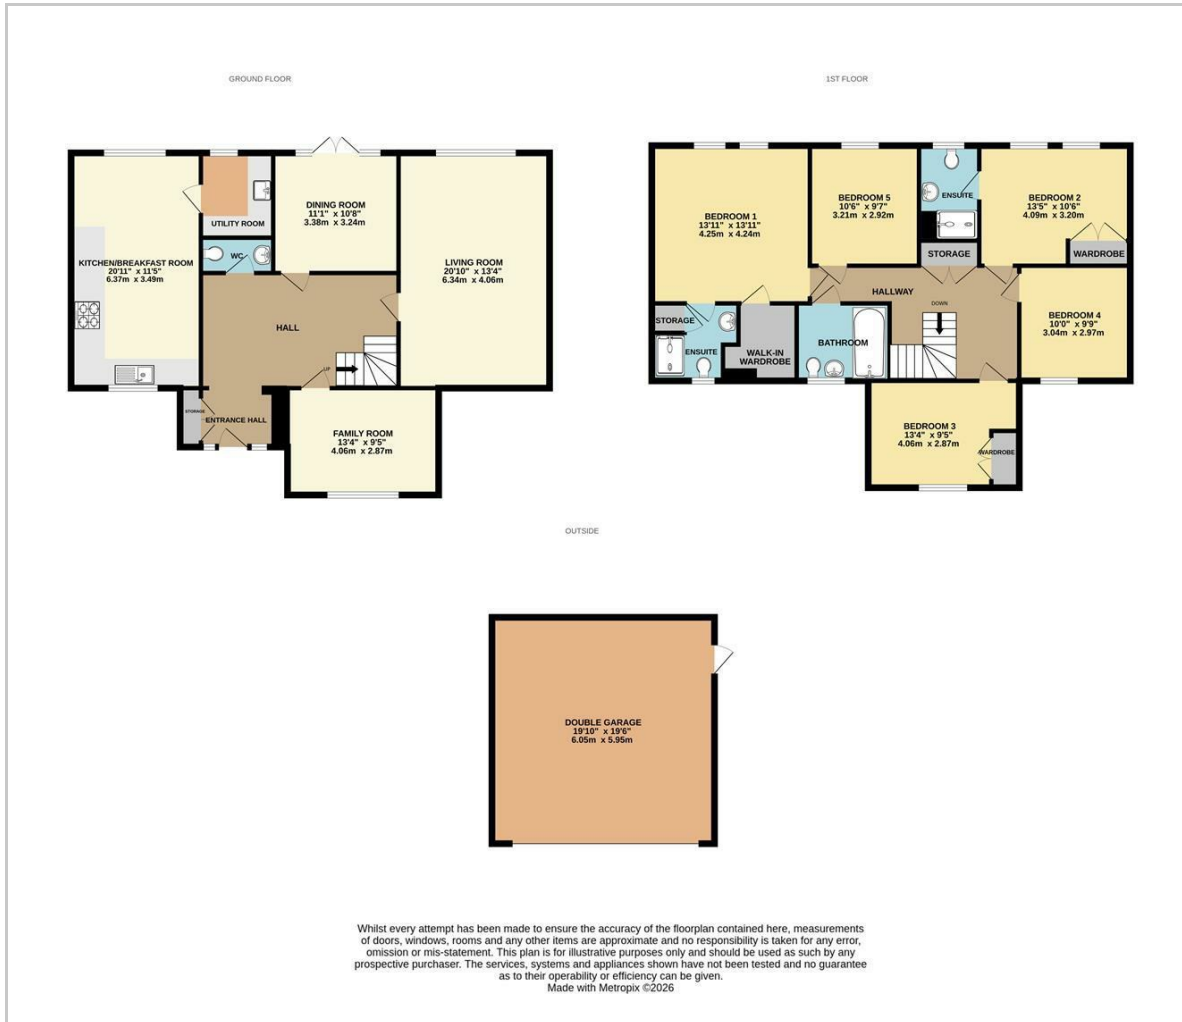 GROUND FLOOR
KITCHEN/BREAKFAST ROOM
20'11" x 11'5"
6.37m x 3.49m
UTILITY ROOM
WC
DINING ROOM
11'1" x 10'8"
3.38m x 3.24m
LIVING ROOM
20'10" x 13'4"
6.34m x 4.06m
HALL
UP
STORAGE
ENTRANCE HALL
FAMILY ROOM
13'4" x 9'5"
4.06m x 2.87m
1ST FLOOR
BEDROOM 1
13'11" x 13'11"
4.25m x 4.24m
BEDROOM 5
10'6" x 9'7"
3.21m x 2.92m
ENSUITE
BEDROOM 2
13'5" x 10'6"
4.09m x 3.20m
STORAGE
WARDROBE
HALLWAY
DOWN
STORAGE
ENSUITE
WALK-IN
WARDROBE
BATHROOM
BEDROOM 4
10'0" x 9'9"
3.04m x 2.97m
BEDROOM 3
13'4" x 9'5"
4.06m x 2.87m
WARDROBE
OUTSIDE
DOUBLE GARAGE
19'10" x 19'6"
6.05m x 5.95m
Whilst every attempt has been made to ensure the accuracy of the floorplan contained here, measurements
of doors, windows, rooms and any other items are approximate and no responsibility is taken for any error,
omission or mis-statement. This plan is for illustrative purposes only and should be used as such by any
prospective purchaser. The services, systems and appliances shown have not been tested and no guarantee
as to their operability or efficiency can be given.
Made with Metropix ©2026